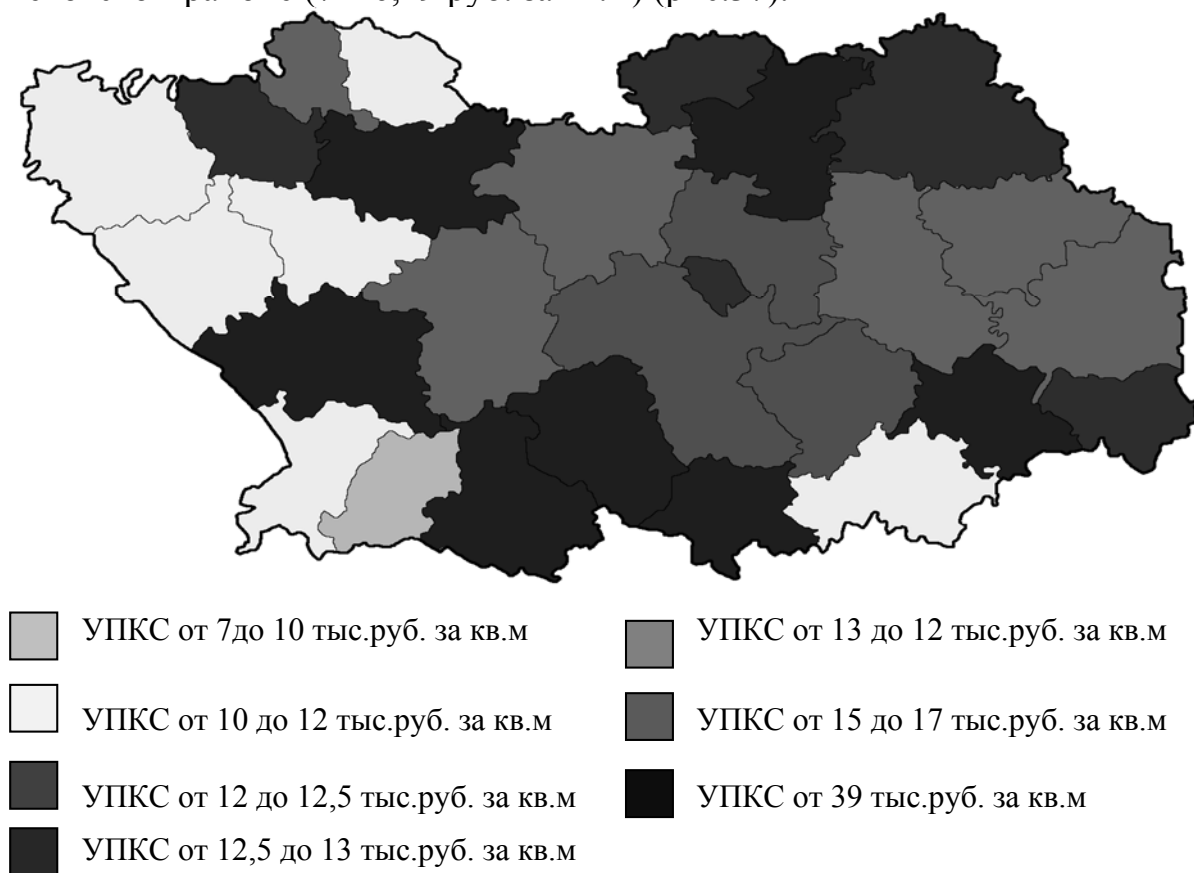 УПКС от 7до 10 тыс.руб. за кв.м
УПКС от 10 до 12 тыс.руб. за кв.м
УПКС от 12 до 12,5 тыс.руб. за кв.м
УПКС от 12,5 до 13 тыс.руб. за кв.м
УПКС от 13 до 12 тыс.руб. за кв.м
УПКС от 15 до 17 тыс.руб. за кв.м
УПКС от 39 тыс.руб. за кв.м